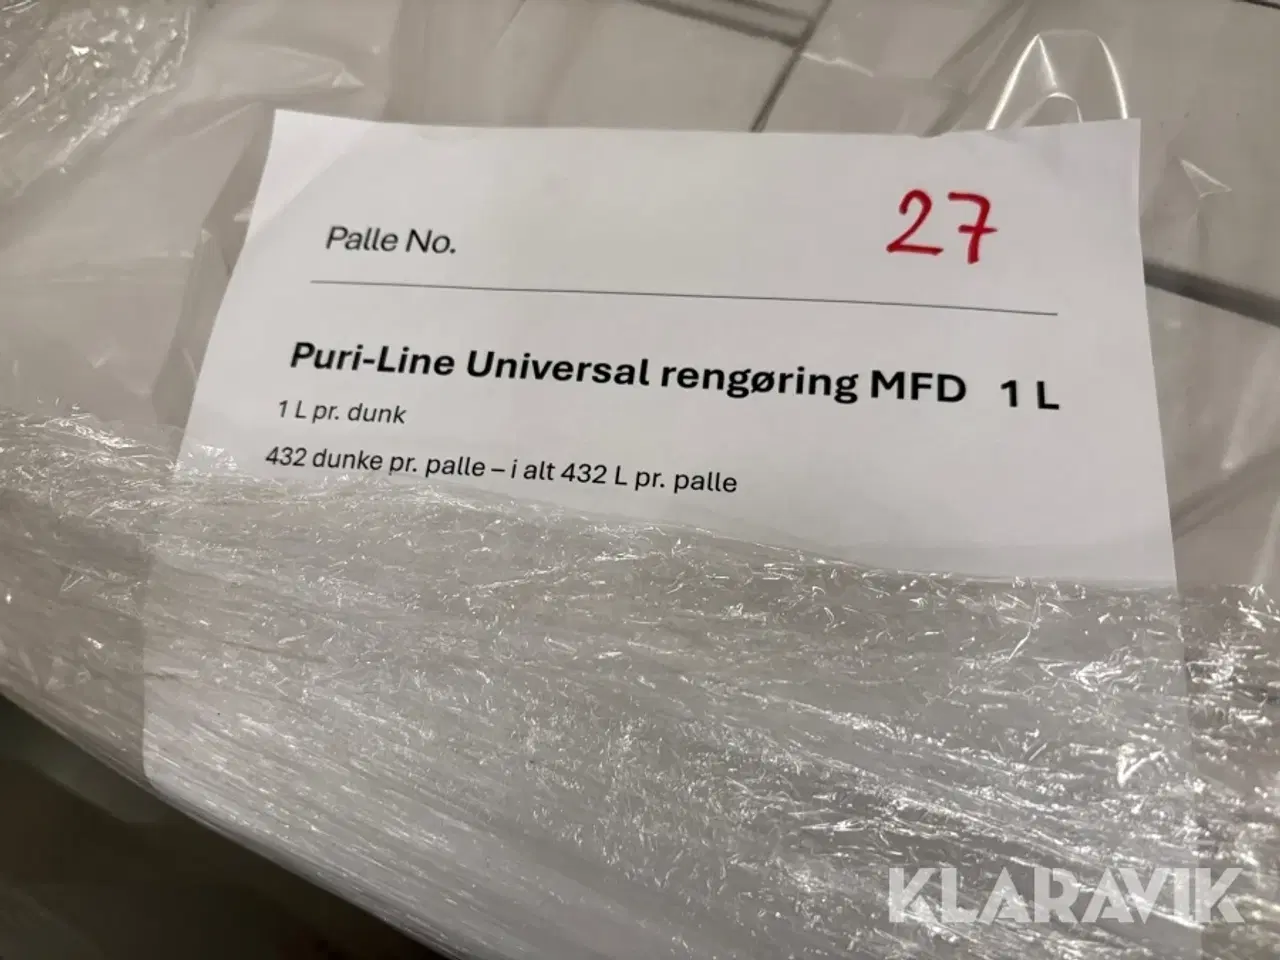 Palle No. 27
Puri-Line Universal rengøring MFD 1 L
1 L pr. dunk
432 dunke pr. palle – i alt 432 L pr. palle
KLARAVIK